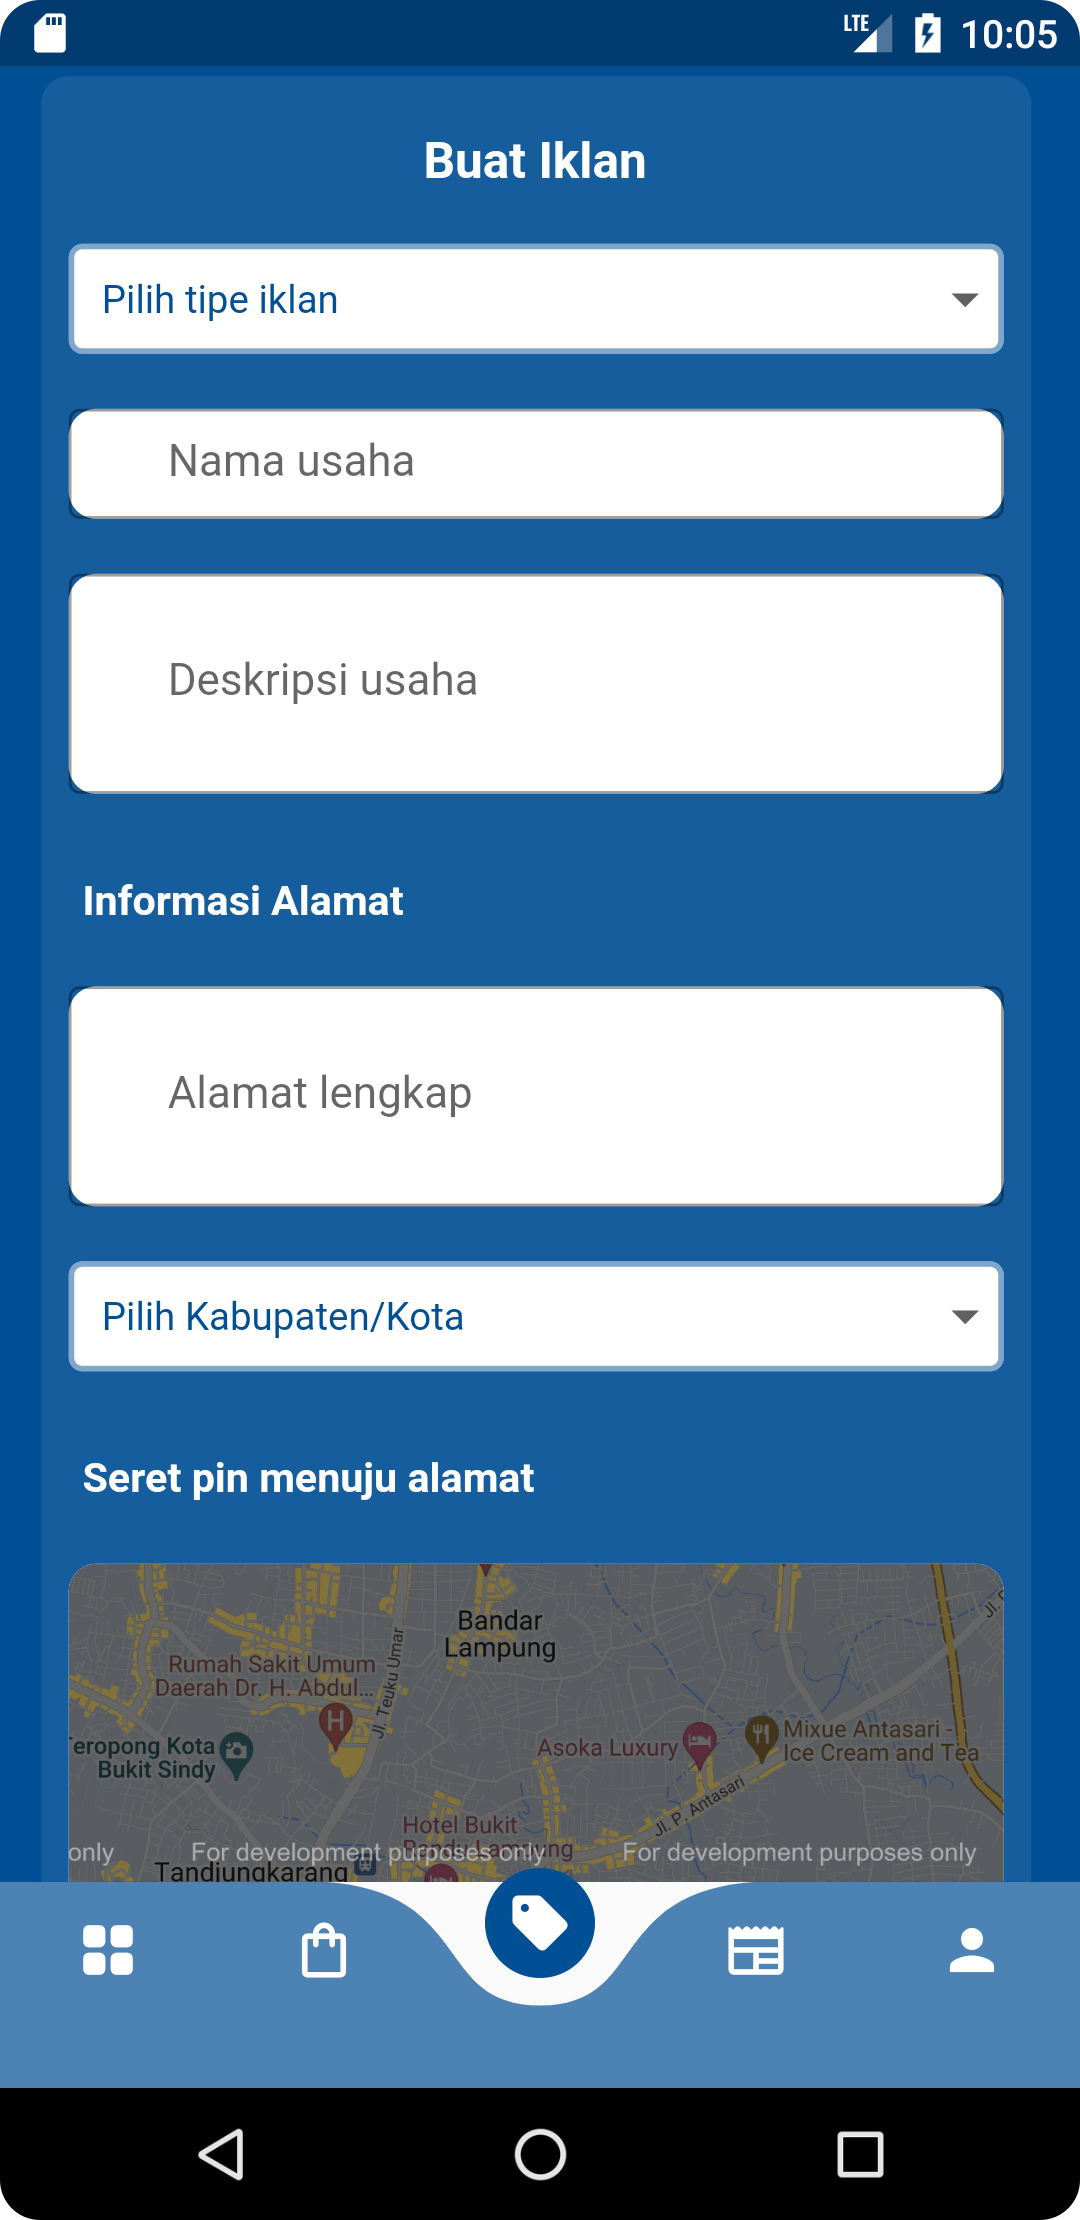 LTE 10:05
Buat Iklan
Pilih tipe iklan
Nama usaha
Deskripsi usaha
Informasi Alamat
Alamat lengkap
Pilih Kabupaten/Kota
Seret pin menuju alamat
Bandar
Lampung
Jl. Teuku Umar
Rumah Sakit Umum
Daerah Dr. H. Abdul...
H
Teropong Kota
Bukit Sindy
Asoka Luxury
Mixue Antasari -
Ice Cream and Tea
Jl. P. Antasari
Hotel Bukit
Randu Lampung
only For development purposes only For development purposes only
Tandjungkarang